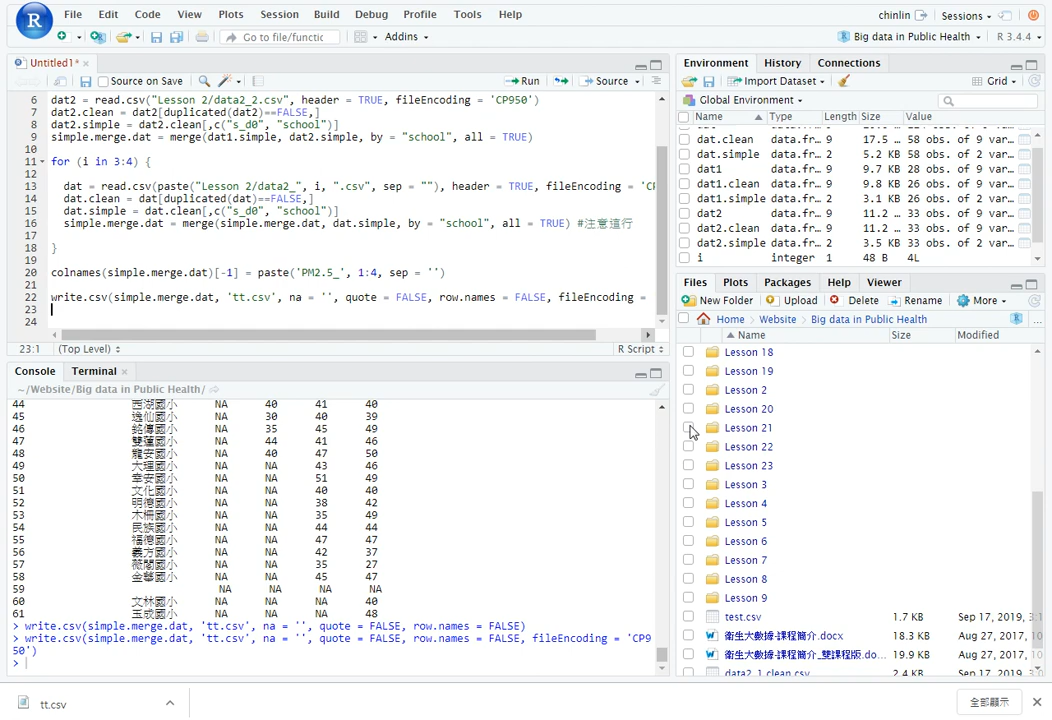 File Edit Code View Plots Session Build Debug Profile Tools Help
chinlin Sessions
Go to file/functic Addins
Big data in Public Health R 3.4.4
Untitled1* ×
Source on Save Run Source
6 dat2 = read.csv("Lesson 2/data2_2.csv", header = TRUE, fileEncoding = 'CP950')
7 dat2.clean = dat2[duplicated(dat2)==FALSE,]
8 dat2.simple = dat2.clean[,c("s_d0", "school")]
9 simple.merge.dat = merge(dat1.simple, dat2.simple, by = "school", all = TRUE)
10
11 for (i in 3:4) {
12
13 dat = read.csv(paste("Lesson 2/data2_", i, ".csv", sep = ""), header = TRUE, fileEncoding = 'CP
14 dat.clean = dat[duplicated(dat)==FALSE,]
15 dat.simple = dat.clean[,c("s_d0", "school")]
16 simple.merge.dat = merge(simple.merge.dat, dat.simple, by = "school", all = TRUE) #注意這行
17
18 }
19
20 colnames(simple.merge.dat)[-1] = paste('PM2.5_', 1:4, sep = '')
21
22 write.csv(simple.merge.dat, 'tt.csv', na = '', quote = FALSE, row.names = FALSE, fileEncoding =
23
24
23:1 (Top Level) R Script
Console Terminal ×
~/Website/Big data in Public Health/
44 西湖國小 NA 40 41 40
45 逸仙國小 NA 30 40 39
46 銘傳國小 NA 35 45 49
47 雙蓮國小 NA 44 41 46
48 龍安國小 NA 40 47 50
49 大理國小 NA NA 43 46
50 幸安國小 NA NA 51 49
51 文化國小 NA NA 40 40
52 明德國小 NA NA 38 42
53 木柵國小 NA NA 35 49
54 民族國小 NA NA 44 44
55 福德國小 NA NA 47 47
56 義方國小 NA NA 42 37
57 薇閣國小 NA NA 35 27
58 金華國小 NA NA 45 47
59 NA NA NA NA
60 文林國小 NA NA NA 40
61 玉成國小 NA NA NA 48
> write.csv(simple.merge.dat, 'tt.csv', na = '', quote = FALSE, row.names = FALSE)
> write.csv(simple.merge.dat, 'tt.csv', na = '', quote = FALSE, row.names = FALSE, fileEncoding = 'CP9
50')
>
Environment History Connections
Import Dataset Grid
Global Environment
Name Type Length Size Value
dat.clean data.fr… 9 17.5 … 58 obs. of 9 var…
dat.simple data.fr… 2 5.2 KB 58 obs. of 2 var…
dat1 data.fr… 9 9.7 KB 28 obs. of 9 var…
dat1.clean data.fr… 9 9.8 KB 26 obs. of 9 var…
dat1.simple data.fr… 2 3.1 KB 26 obs. of 2 var…
dat2 data.fr… 9 11.2 … 33 obs. of 9 var…
dat2.clean data.fr… 9 11.2 … 33 obs. of 9 var…
dat2.simple data.fr… 2 3.5 KB 33 obs. of 2 var…
i integer 1 48 B 4L
Files Plots Packages Help Viewer
New Folder Upload Delete Rename More
Home > Website > Big data in Public Health
Name Size Modified
Lesson 18
Lesson 19
Lesson 2
Lesson 20
Lesson 21
Lesson 22
Lesson 23
Lesson 3
Lesson 4
Lesson 5
Lesson 6
Lesson 7
Lesson 8
Lesson 9
test.csv 1.7 KB Sep 17, 2019, 3:1
衛生大數據-課程簡介.docx 18.3 KB Aug 27, 2017, 10
衛生大數據-課程簡介_雙課程版.do... 19.9 KB Aug 27, 2017, 10
data2_1.clean.csv 2.4 KB Sep 17, 2019, 3:0
tt.csv
全部顯示